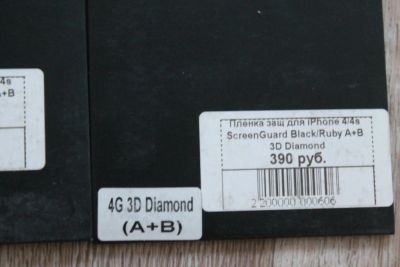 /4s
A+B
Пленка защ для iPhone 4/4s
ScreenGuard Black/Ruby A+B
3D Diamond
390 руб.
2 200000 000606
4G 3D Diamond
(A+B)